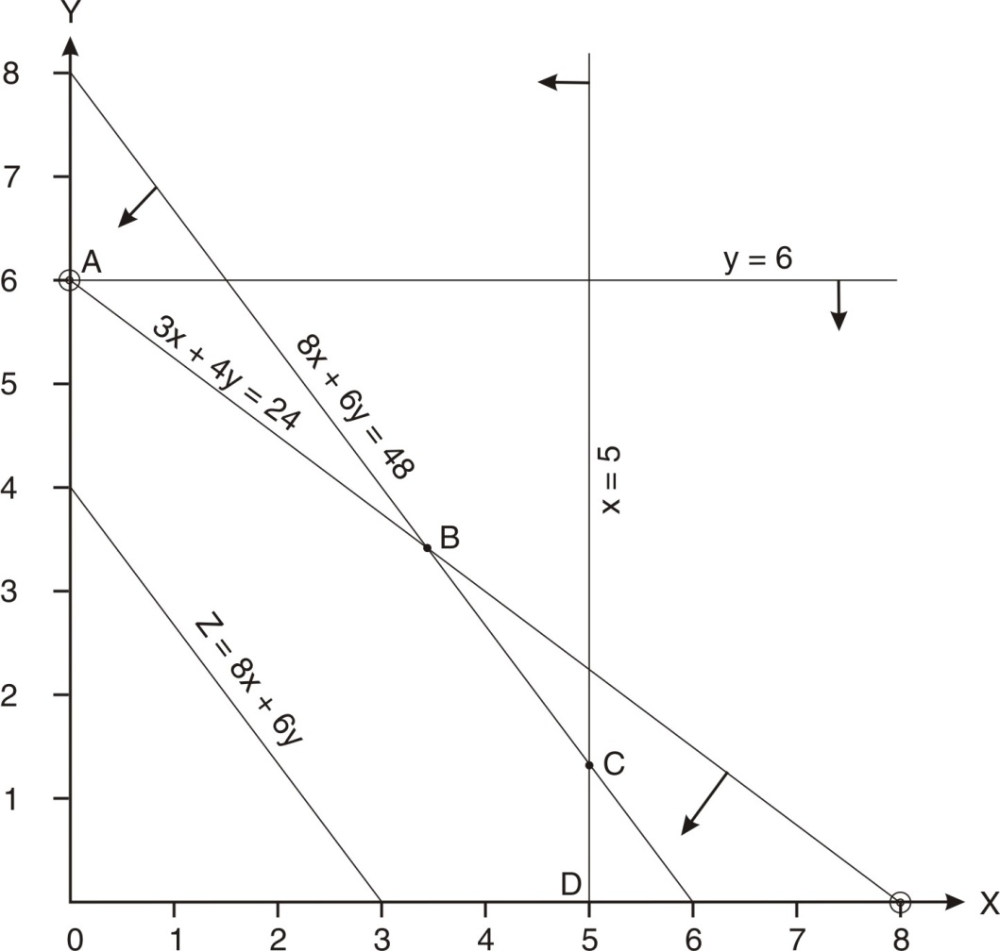 Y
8
7
A
6
y = 6
3x + 4y = 24
8x + 6y = 48
5
x = 5
4
B
3
Z = 8x + 6y
2
C
1
D
X
0 1 2 3 4 5 6 7 8